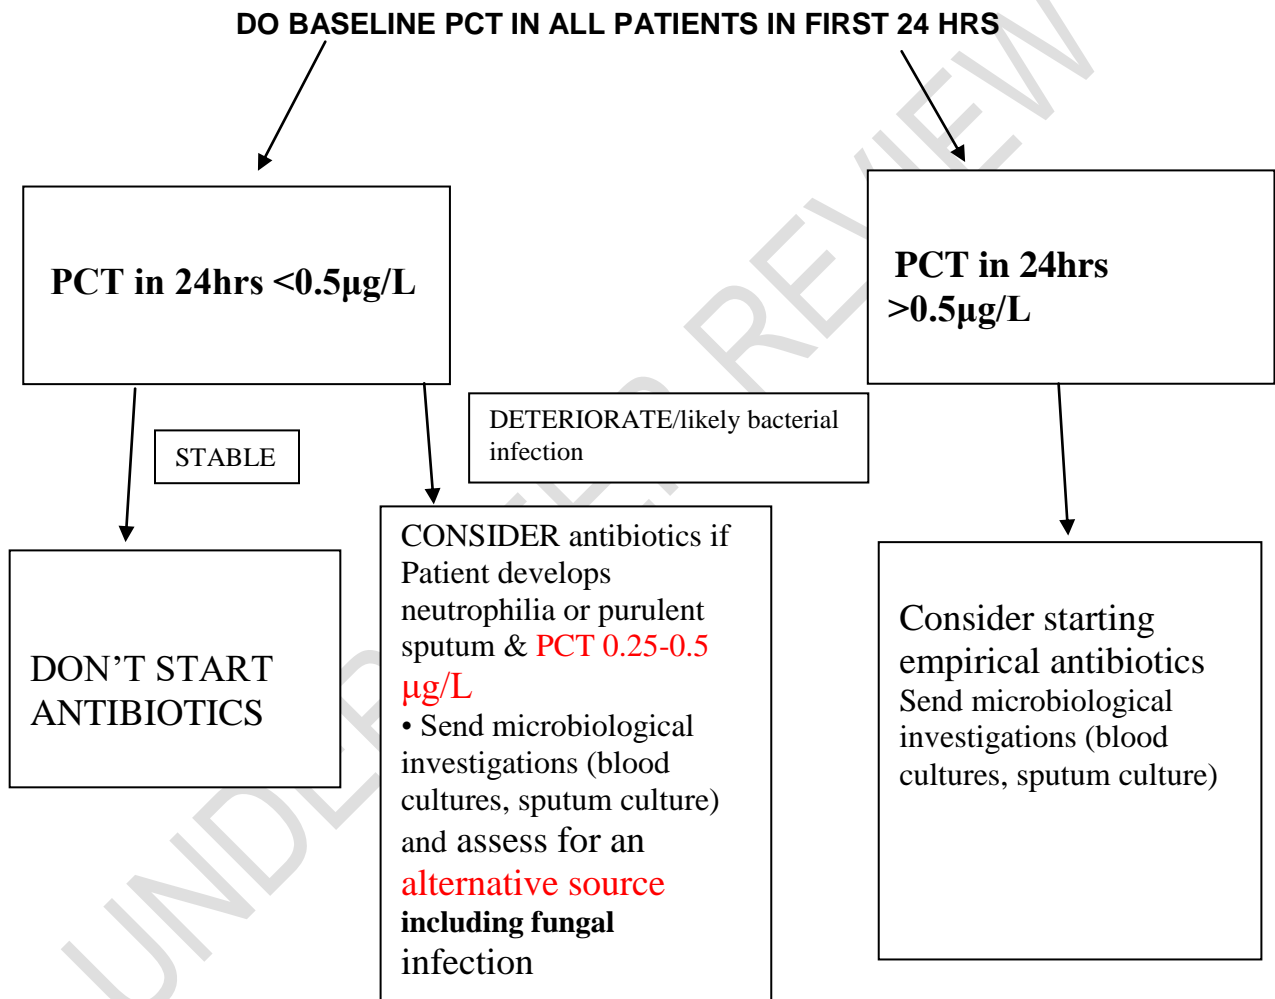 DO BASELINE PCT IN ALL PATIENTS IN FIRST 24 HRS
PCT in 24hrs <0.5µg/L
PCT in 24hrs
>0.5µg/L
STABLE
DETERIORATE/likely bacterial
infection
DON’T START
ANTIBIOTICS
CONSIDER antibiotics if
Patient develops
neutrophilia or purulent
sputum & PCT 0.25-0.5
µg/L
• Send microbiological
investigations (blood
cultures, sputum culture)
and assess for an
alternative source
including fungal
infection
Consider starting
empirical antibiotics
Send microbiological
investigations (blood
cultures, sputum culture)
UNDER PEER REVIEW